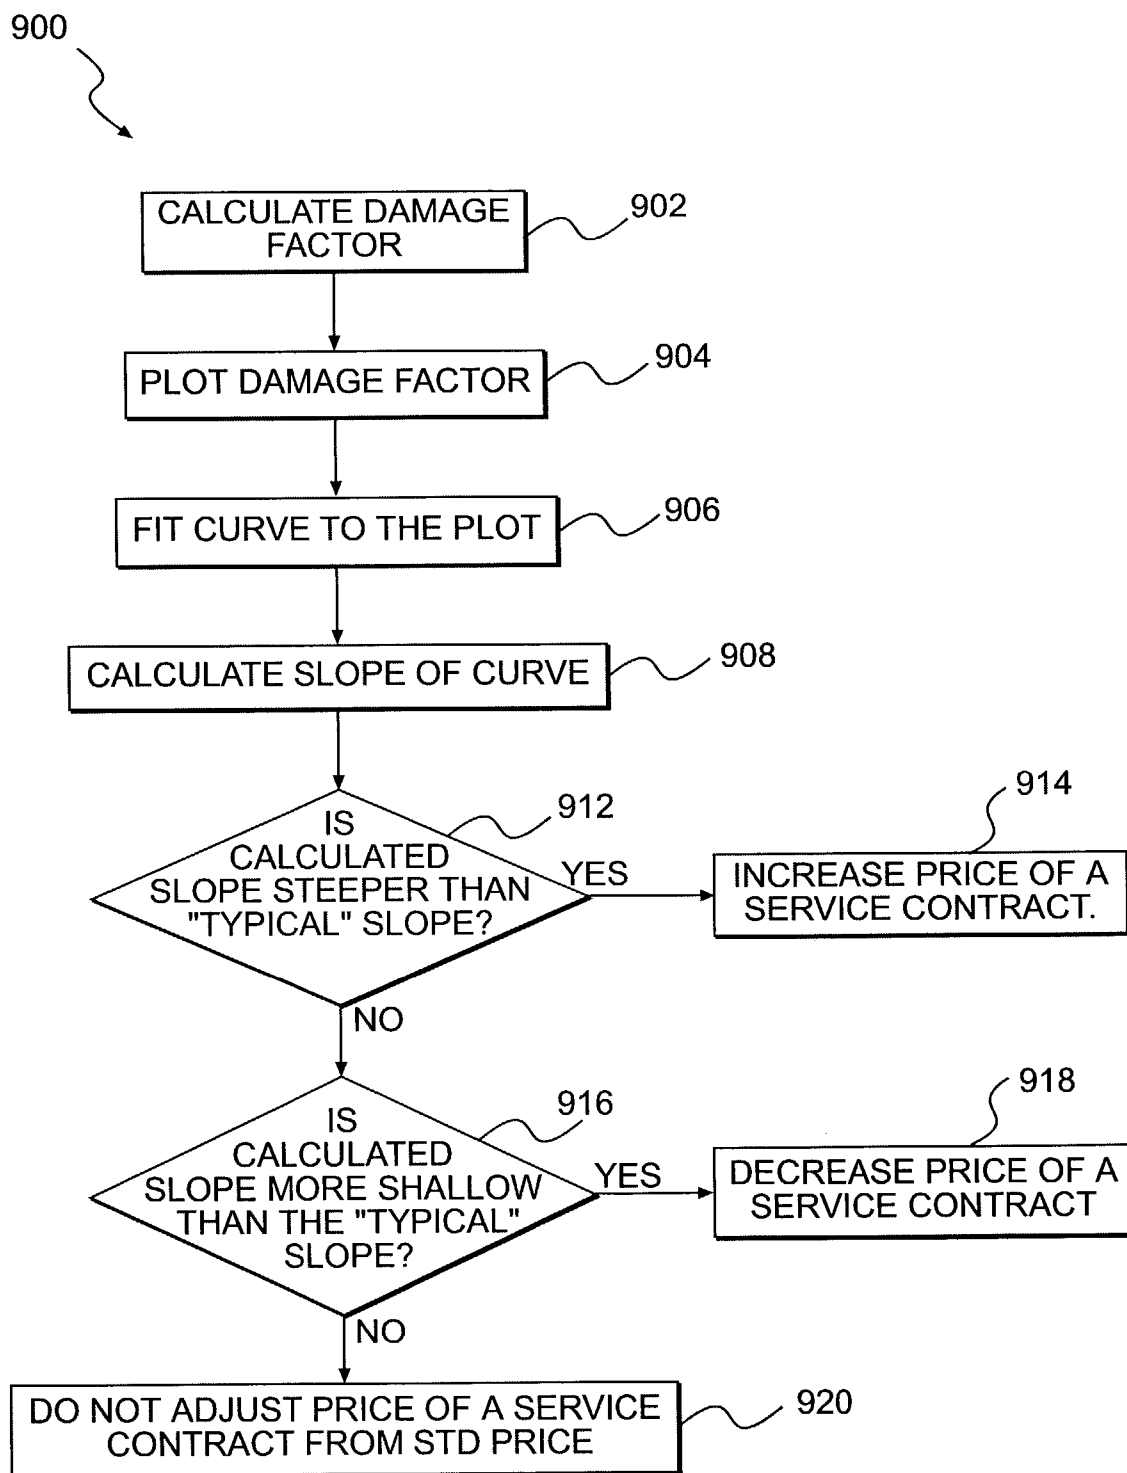 900
CALCULATE DAMAGE
FACTOR
902
PLOT DAMAGE FACTOR
904
FIT CURVE TO THE PLOT
906
CALCULATE SLOPE OF CURVE
908
IS
CALCULATED
SLOPE STEEPER THAN
"TYPICAL" SLOPE?
912
YES
914
INCREASE PRICE OF A
SERVICE CONTRACT.
NO
IS
CALCULATED
SLOPE MORE SHALLOW
THAN THE "TYPICAL"
SLOPE?
916
YES
918
DECREASE PRICE OF A
SERVICE CONTRACT
NO
DO NOT ADJUST PRICE OF A SERVICE
CONTRACT FROM STD PRICE
920